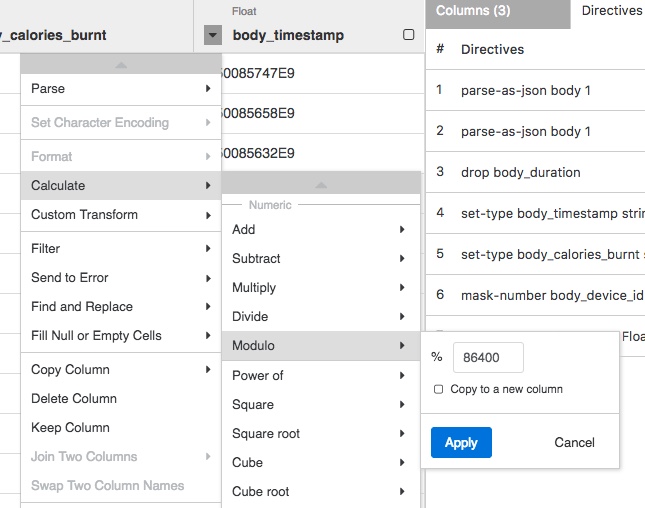 Float
_calories_burnt
body_timestamp
Columns (3)
Directives
# Directives
0085747E9
0085658E9
0085632E9
1 parse-as-json body 1
2 parse-as-json body 1
3 drop body_duration
4 set-type body_timestamp strin
5 set-type body_calories_burnt
6 mask-number body_device_id
Floa
Parse
Set Character Encoding
Format
Calculate
Custom Transform
Filter
Send to Error
Find and Replace
Fill Null or Empty Cells
Copy Column
Delete Column
Keep Column
Join Two Columns
Swap Two Column Names
Numeric
Add
Subtract
Multiply
Divide
Modulo
Power of
Square
Square root
Cube
Cube root
% 86400
Copy to a new column
Apply
Cancel